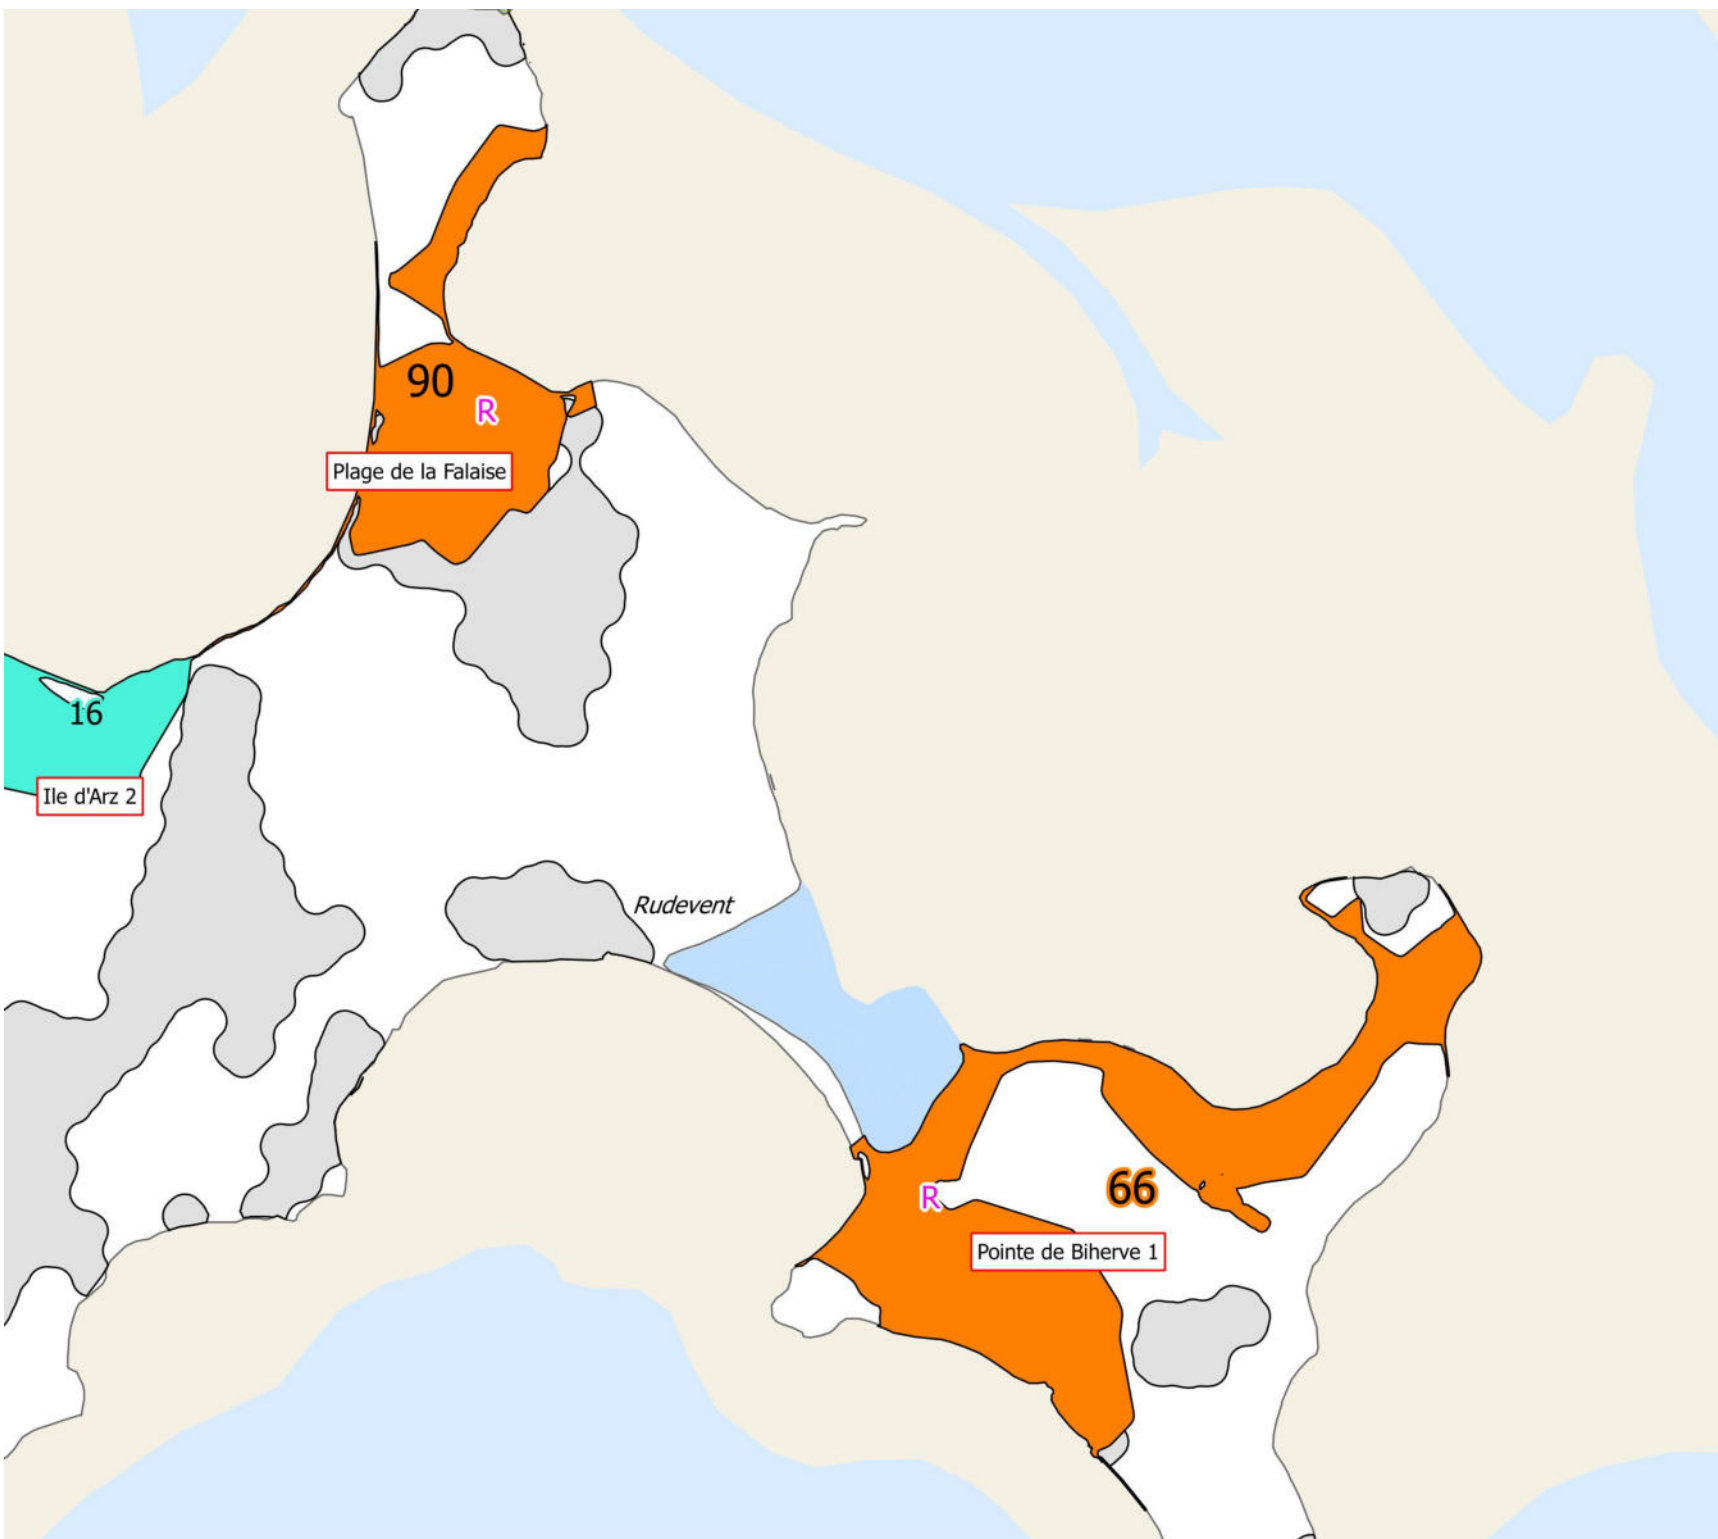 90
R
Plage de la Falaise
16
Ile d'Arz 2
Rudevent
66
R
Pointe de Biherve 1